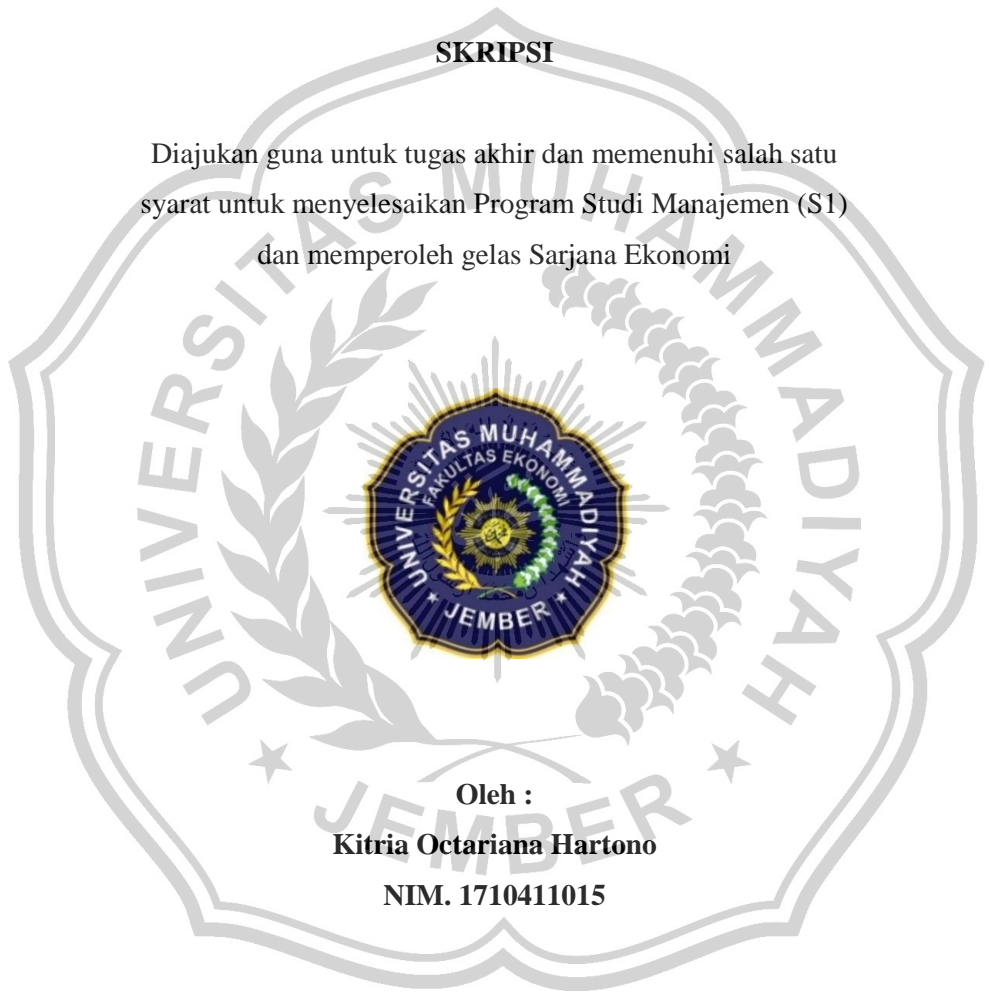 SKRIPSI
Diajukan guna untuk tugas akhir dan memenuhi salah satu
syarat untuk menyelesaikan Program Studi Manajemen (S1)
dan memperoleh gelas Sarjana Ekonomi
UNIVERSITAS MUHAMMADIYAH
JEMBER
UNIVERSITAS MUHAMMADIYAH
FAKULTAS EKONOMI
JEMBER
Oleh :
Kitria Octariana Hartono
NIM. 1710411015